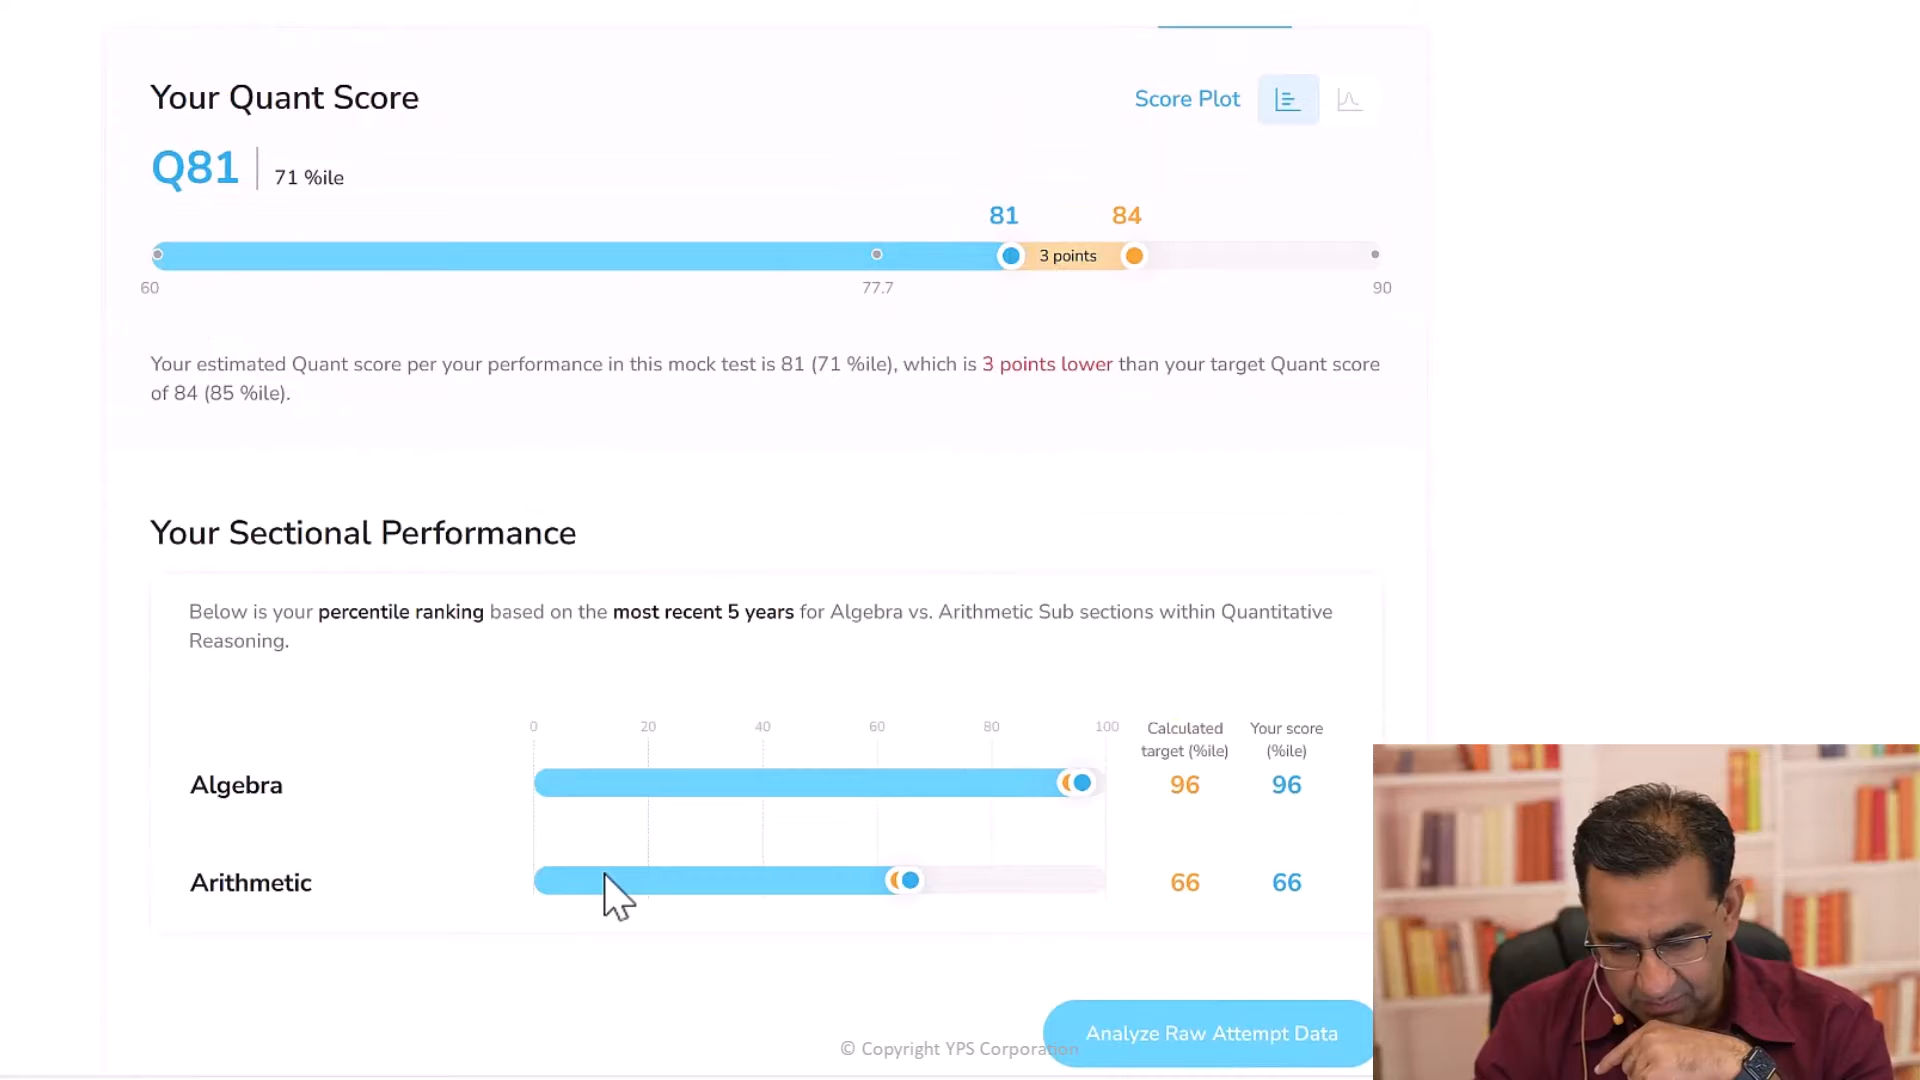 Your Quant Score
Score Plot
Q81
71 %ile
81
84
3 points
60
77.7
90
Your estimated Quant score per your performance in this mock test is 81 (71 %ile), which is 3 points lower than your target Quant score
of 84 (85 %ile).
Your Sectional Performance
Below is your percentile ranking based on the most recent 5 years for Algebra vs. Arithmetic Sub sections within Quantitative
Reasoning.
0
20
40
60
80
100
Calculated
target (%ile)
Your score
(%ile)
Algebra
96
96
Arithmetic
66
66
Analyze Raw Attempt Data
© Copyright YPS Corporation